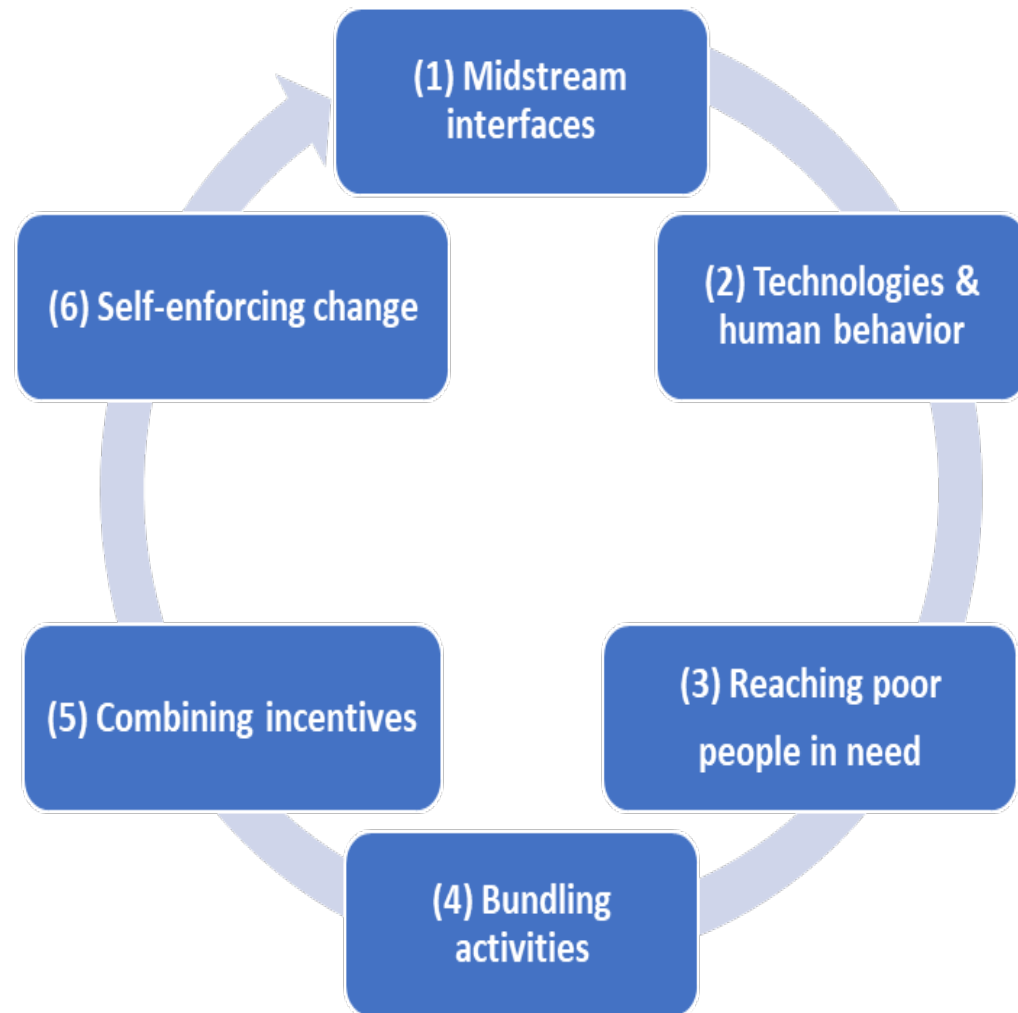 (1) Midstream
interfaces
(2) Technologies &
human behavior
(3) Reaching poor
people in need
(4) Bundling
activities
(5) Combining incentives
(6) Self-enforcing change